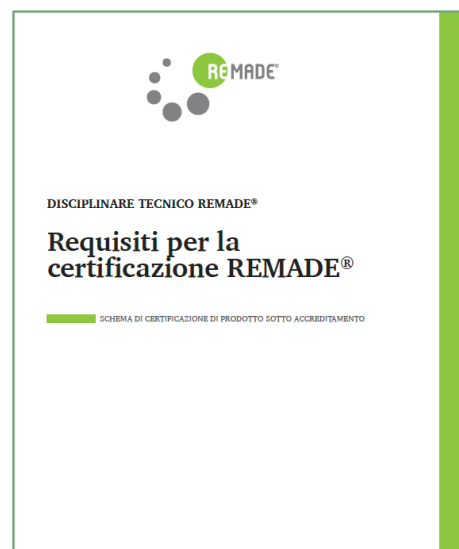 REMADE®
DISCIPLINARE TECNICO REMADE®
Requisiti per la
certificazione REMADE®
SCHEMA DI CERTIFICAZIONE DI PRODOTTO SOTTO ACCREDITAMENTO